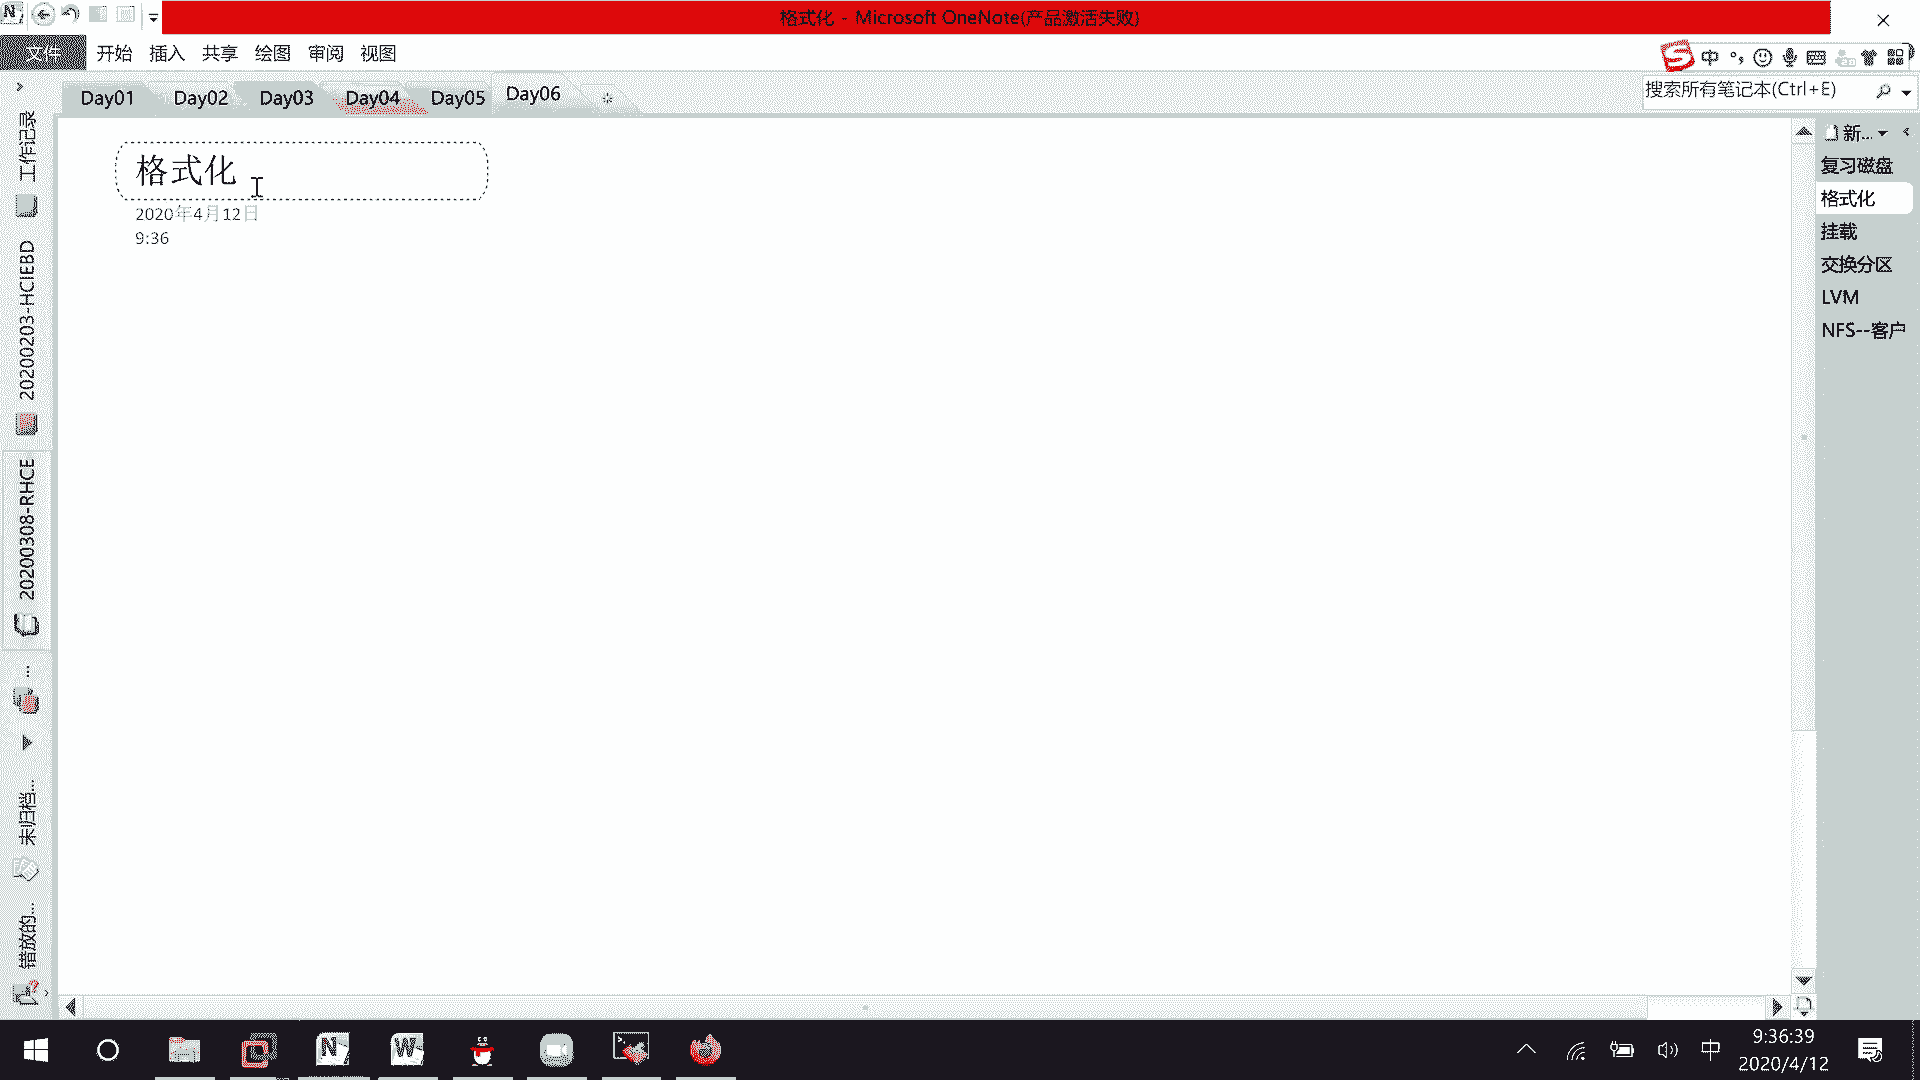 格式化 - Microsoft OneNote(产品激活失败)
文件 开始 插入 共享 绘图 审阅 视图
中
Day01 Day02 Day03 Day04 Day05 Day06
搜索所有笔记本(Ctrl+E)
工作记录
20200203-HCIEBD
20200308-RHCE
...
未归档...
错放的...
格式化
2020年4月12日
9:36
新...
复习磁盘
格式化
挂载
交换分区
LVM
NFS--客户
中
9:36:39
2020/4/12